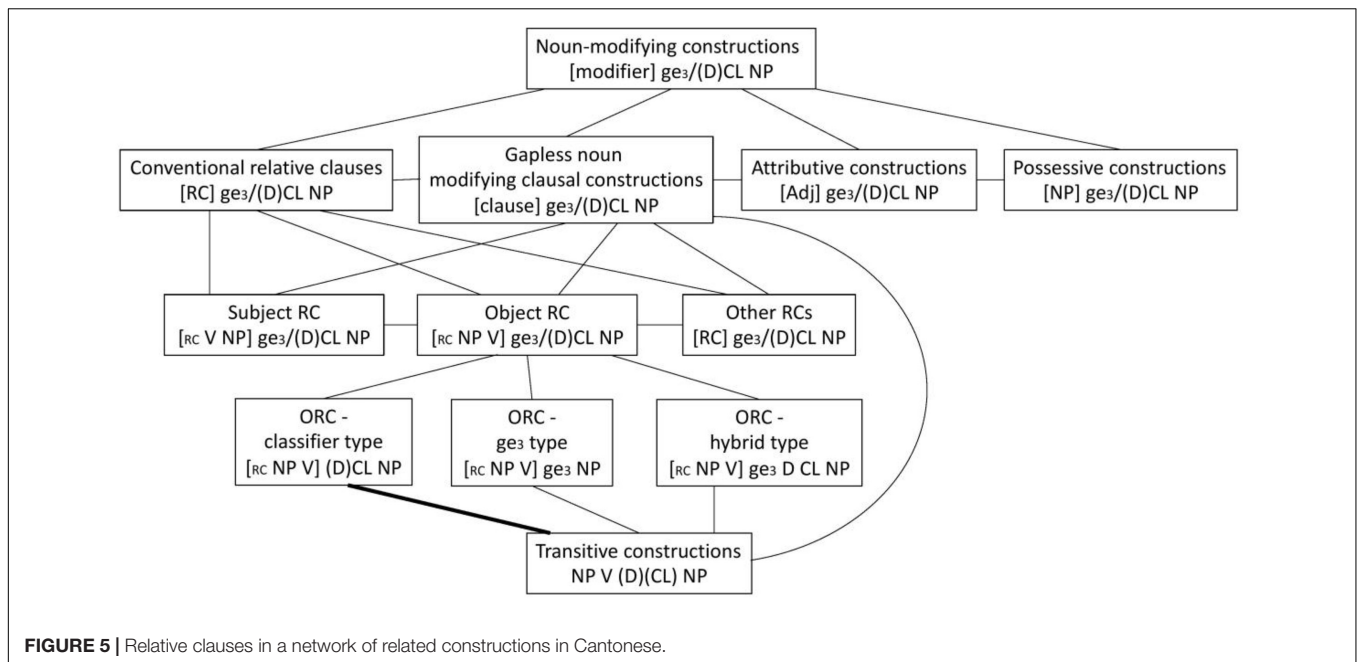 Noun-modifying constructions
[modifier] ge₃/(D)CL NP
Conventional relative clauses
[RC] ge₃/(D)CL NP
Gapless noun
modifying clausal constructions
[clause] ge₃/(D)CL NP
Attributive constructions
[Adj] ge₃/(D)CL NP
Possessive constructions
[NP] ge₃/(D)CL NP
Subject RC
[RC V NP] ge₃/(D)CL NP
Object RC
[RC NP V] ge₃/(D)CL NP
Other RCs
[RC] ge₃/(D)CL NP
ORC -
classifier type
[RC NP V] (D)CL NP
ORC -
ge₃ type
[RC NP V] ge₃ NP
ORC -
hybrid type
[RC NP V] ge₃ D CL NP
Transitive constructions
NP V (D)(CL) NP
FIGURE 5 | Relative clauses in a network of related constructions in Cantonese.